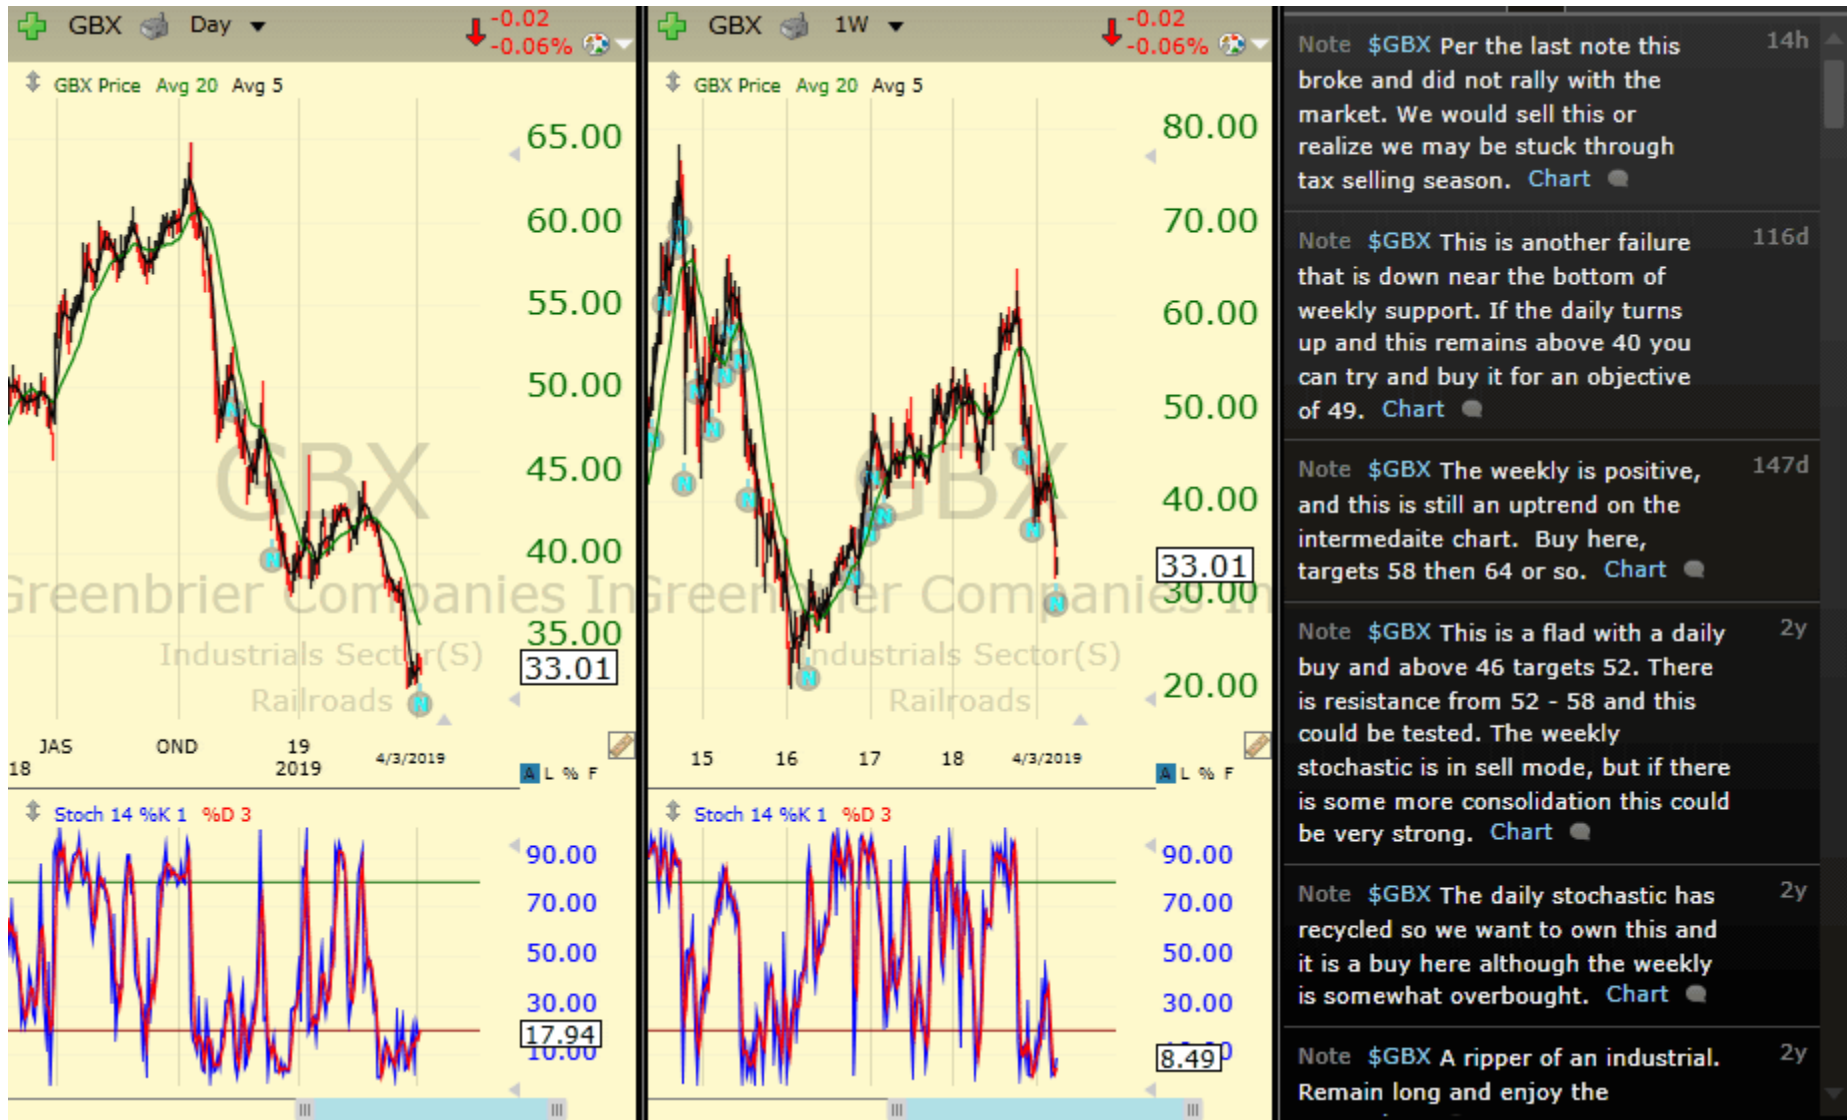 GBX Day -0.02
-0.06%
GBX Price Avg 20 Avg 5
65.00
60.00
55.00
50.00
45.00
40.00
35.00
33.01
GBX
Greenbrier Companies In
Industrials Sector(S)
Railroads
JAS OND 19 4/3/2019
18 2019
A L % F
Stoch 14 %K 1 %D 3
90.00
70.00
50.00
30.00
17.94
10.00
GBX 1W -0.02
-0.06%
GBX Price Avg 20 Avg 5
80.00
70.00
60.00
50.00
40.00
33.01
30.00
20.00
GBX
Greenbrier Companies In
Industrials Sector(S)
Railroads
15 16 17 18 4/3/2019
A L % F
Stoch 14 %K 1 %D 3
90.00
70.00
50.00
30.00
8.49
Note $GBX Per the last note this 14h
broke and did not rally with the
market. We would sell this or
realize we may be stuck through
tax selling season. Chart
Note $GBX This is another failure 116d
that is down near the bottom of
weekly support. If the daily turns
up and this remains above 40 you
can try and buy it for an objective
of 49. Chart
Note $GBX The weekly is positive, 147d
and this is still an uptrend on the
intermedaite chart. Buy here,
targets 58 then 64 or so. Chart
Note $GBX This is a flad with a daily 2y
buy and above 46 targets 52. There
is resistance from 52 - 58 and this
could be tested. The weekly
stochastic is in sell mode, but if there
is some more consolidation this could
be very strong. Chart
Note $GBX The daily stochastic has 2y
recycled so we want to own this and
it is a buy here although the weekly
is somewhat overbought. Chart
Note $GBX A ripper of an industrial. 2y
Remain long and enjoy the